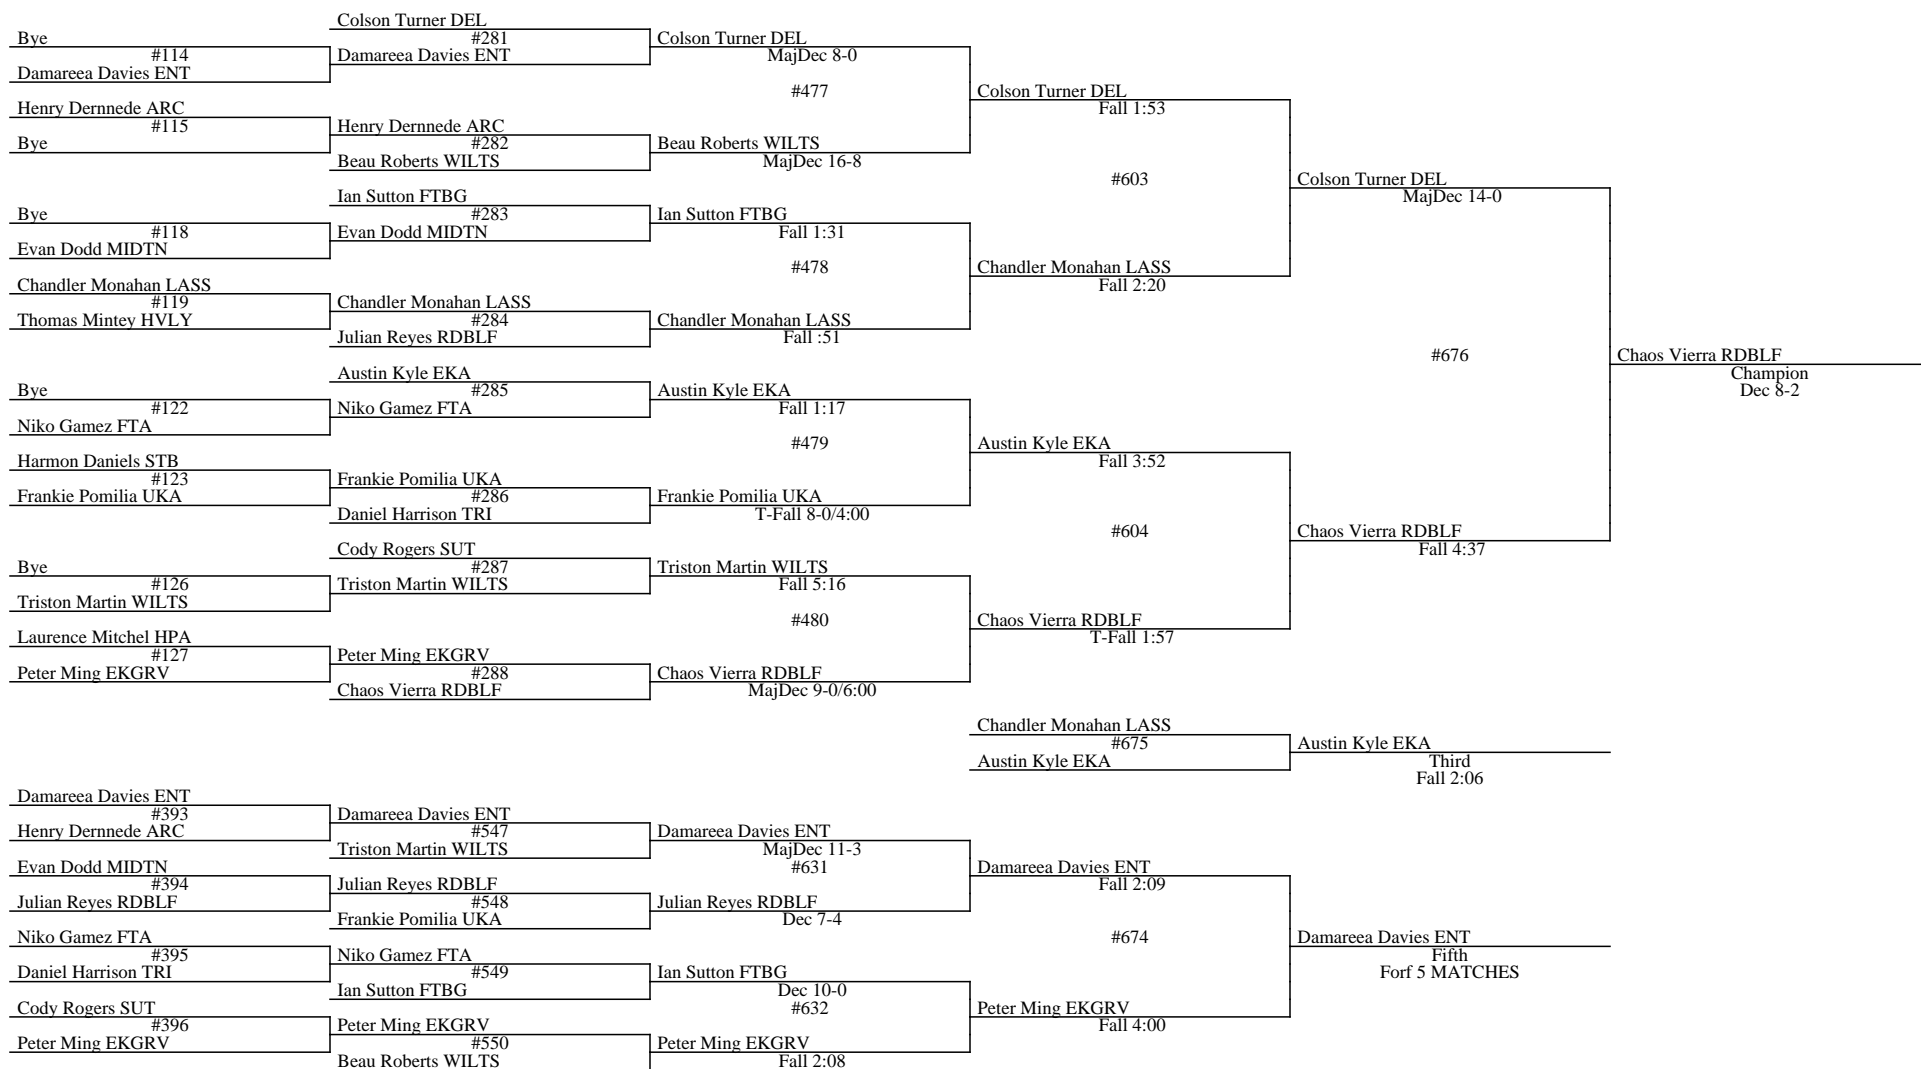 Colson Turner DEL
Bye
#281
Colson Turner DEL
#114
Damareea Davies ENT
MajDec 8-0
Damareea Davies ENT
#477
Colson Turner DEL
Henry Dernnede ARC
Fall 1:53
#115
Henry Dernnede ARC
Bye
#282
Beau Roberts WILTS
Beau Roberts WILTS
MajDec 16-8
#603
Colson Turner DEL
Ian Sutton FTBG
MajDec 14-0
Bye
#283
Ian Sutton FTBG
#118
Evan Dodd MIDTN
Fall 1:31
Evan Dodd MIDTN
#478
Chandler Monahan LASS
Chandler Monahan LASS
Fall 2:20
#119
Chandler Monahan LASS
Thomas Mintey HVLY
#284
Chandler Monahan LASS
Julian Reyes RDBLF
Fall :51
#676
Chaos Vierra RDBLF
Austin Kyle EKA
Champion
Bye
#285
Austin Kyle EKA
Dec 8-2
#122
Niko Gamez FTA
Fall 1:17
Niko Gamez FTA
#479
Austin Kyle EKA
Harmon Daniels STB
Fall 3:52
#123
Frankie Pomilia UKA
Frankie Pomilia UKA
#286
Frankie Pomilia UKA
Daniel Harrison TRI
T-Fall 8-0/4:00
#604
Chaos Vierra RDBLF
Cody Rogers SUT
Fall 4:37
Bye
#287
Triston Martin WILTS
#126
Triston Martin WILTS
Fall 5:16
Triston Martin WILTS
#480
Chaos Vierra RDBLF
Laurence Mitchel HPA
T-Fall 1:57
#127
Peter Ming EKGRV
Peter Ming EKGRV
#288
Chaos Vierra RDBLF
Chaos Vierra RDBLF
MajDec 9-0/6:00
Chandler Monahan LASS
#675
Austin Kyle EKA
Austin Kyle EKA
Third
Fall 2:06
Damareea Davies ENT
#393
Damareea Davies ENT
Henry Dernnede ARC
#547
Damareea Davies ENT
Triston Martin WILTS
MajDec 11-3
Evan Dodd MIDTN
#631
Damareea Davies ENT
#394
Julian Reyes RDBLF
Fall 2:09
Julian Reyes RDBLF
#548
Julian Reyes RDBLF
Frankie Pomilia UKA
Dec 7-4
Niko Gamez FTA
#674
Damareea Davies ENT
#395
Niko Gamez FTA
Fifth
Daniel Harrison TRI
#549
Ian Sutton FTBG
Forf 5 MATCHES
Ian Sutton FTBG
Dec 10-0
Cody Rogers SUT
#632
Peter Ming EKGRV
#396
Peter Ming EKGRV
Fall 4:00
Peter Ming EKGRV
#550
Peter Ming EKGRV
Beau Roberts WILTS
Fall 2:08